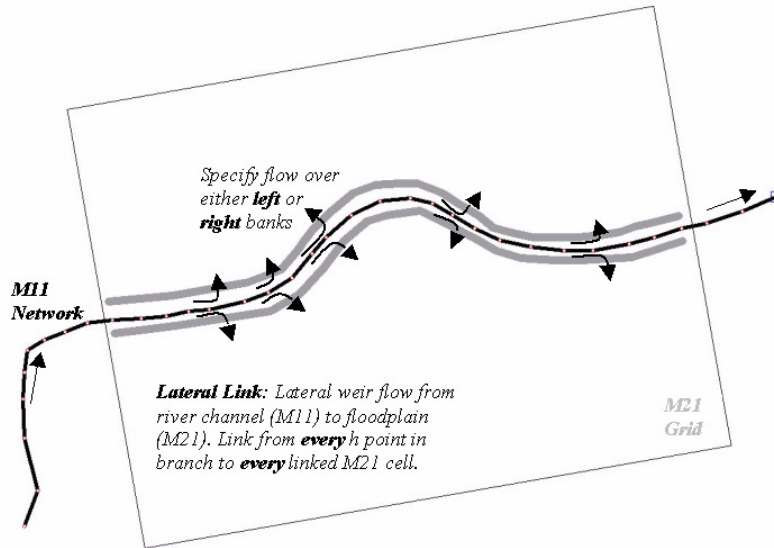 Specify flow over
either left or
right banks
M11
Network
Lateral Link: Lateral weir flow from
river channel (M11) to floodplain
(M21). Link from every h point in
branch to every linked M21 cell.
M21
Grid